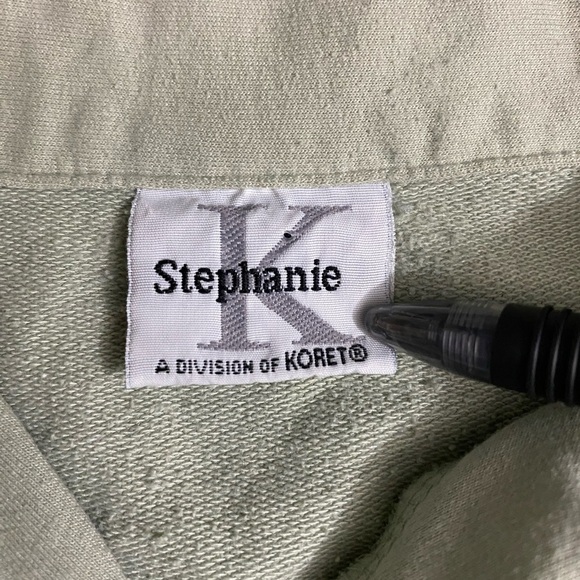 K
Stephanie
A DIVISION OF KORET®